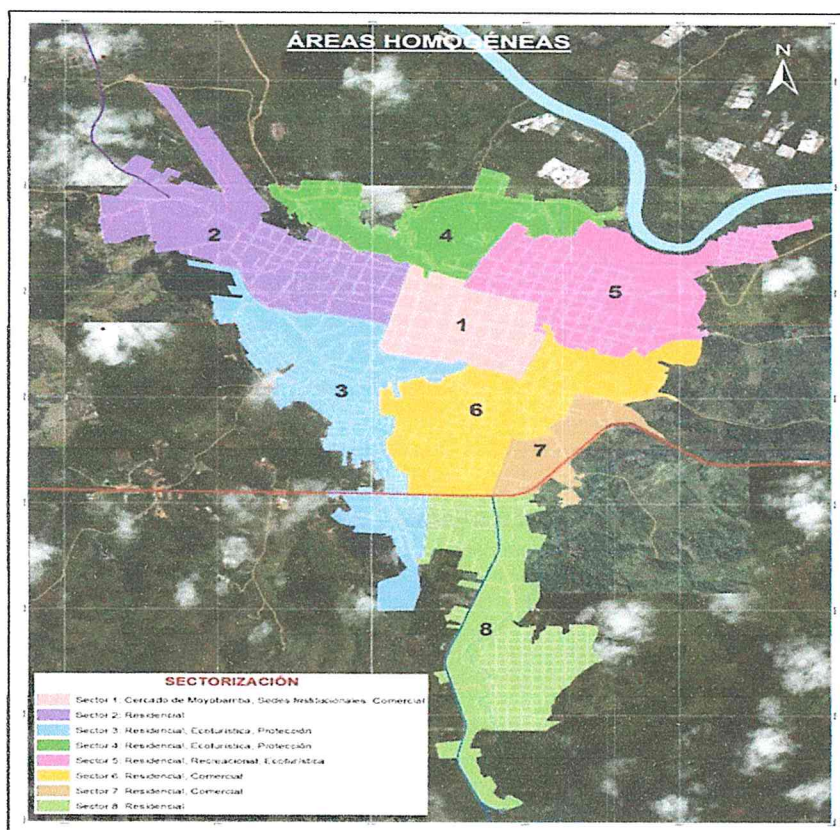 ÁREAS HOMOGÉNEAS
N
2
4
5
1
3
6
7
8
SECTORIZACIÓN
Sector 1: Cercado de Moyobamba, Sedes Institucionales, Comercial
Sector 2: Residencial
Sector 3: Residencial, Ecoturística, Protección
Sector 4: Residencial, Ecoturística, Protección
Sector 5: Residencial, Recreacional, Ecoturística
Sector 6: Residencial, Comercial
Sector 7: Residencial, Comercial
Sector 8: Residencial